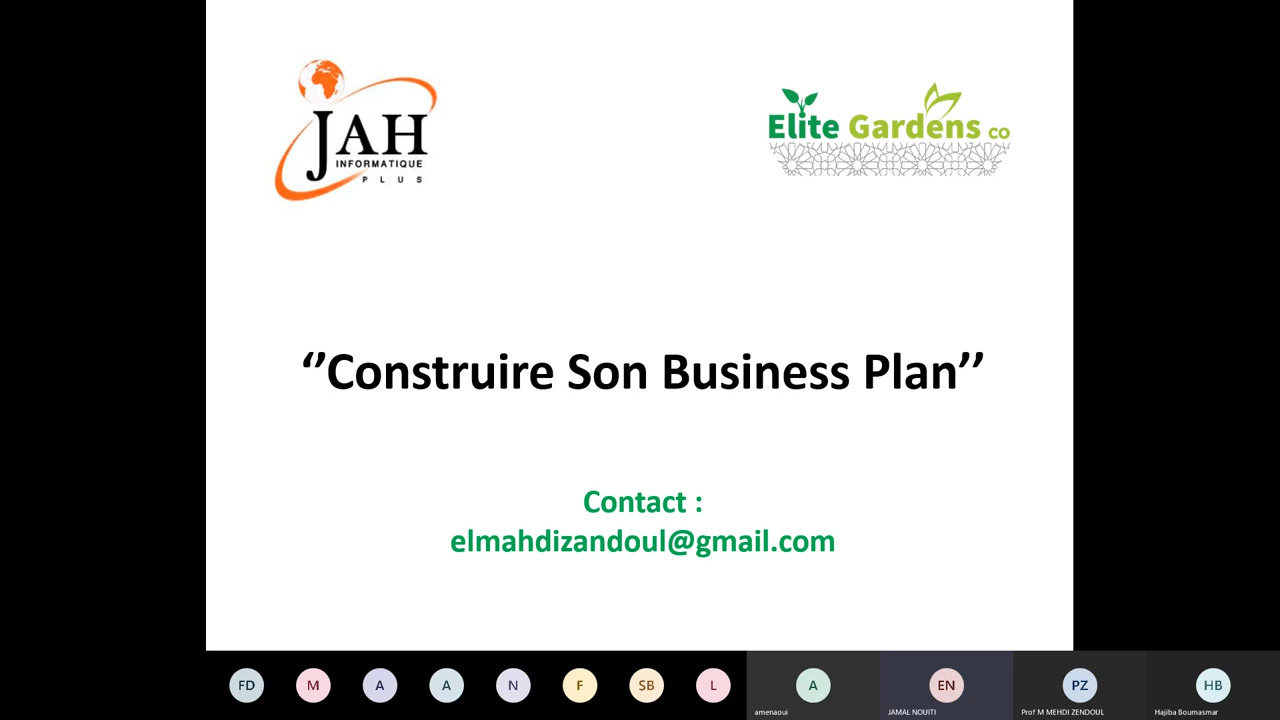 JAH
INFORMATIQUE
PLUS
Elite Gardens co
‘’Construire Son Business Plan’’
Contact :
elmahdizandoul@gmail.com
FD
M
A
A
N
F
SB
L
A
EN
PZ
HB
amenaoui
JAMAL NOUITI
Prof M MEHDI ZENDOUL
Hajiba Boumasmar